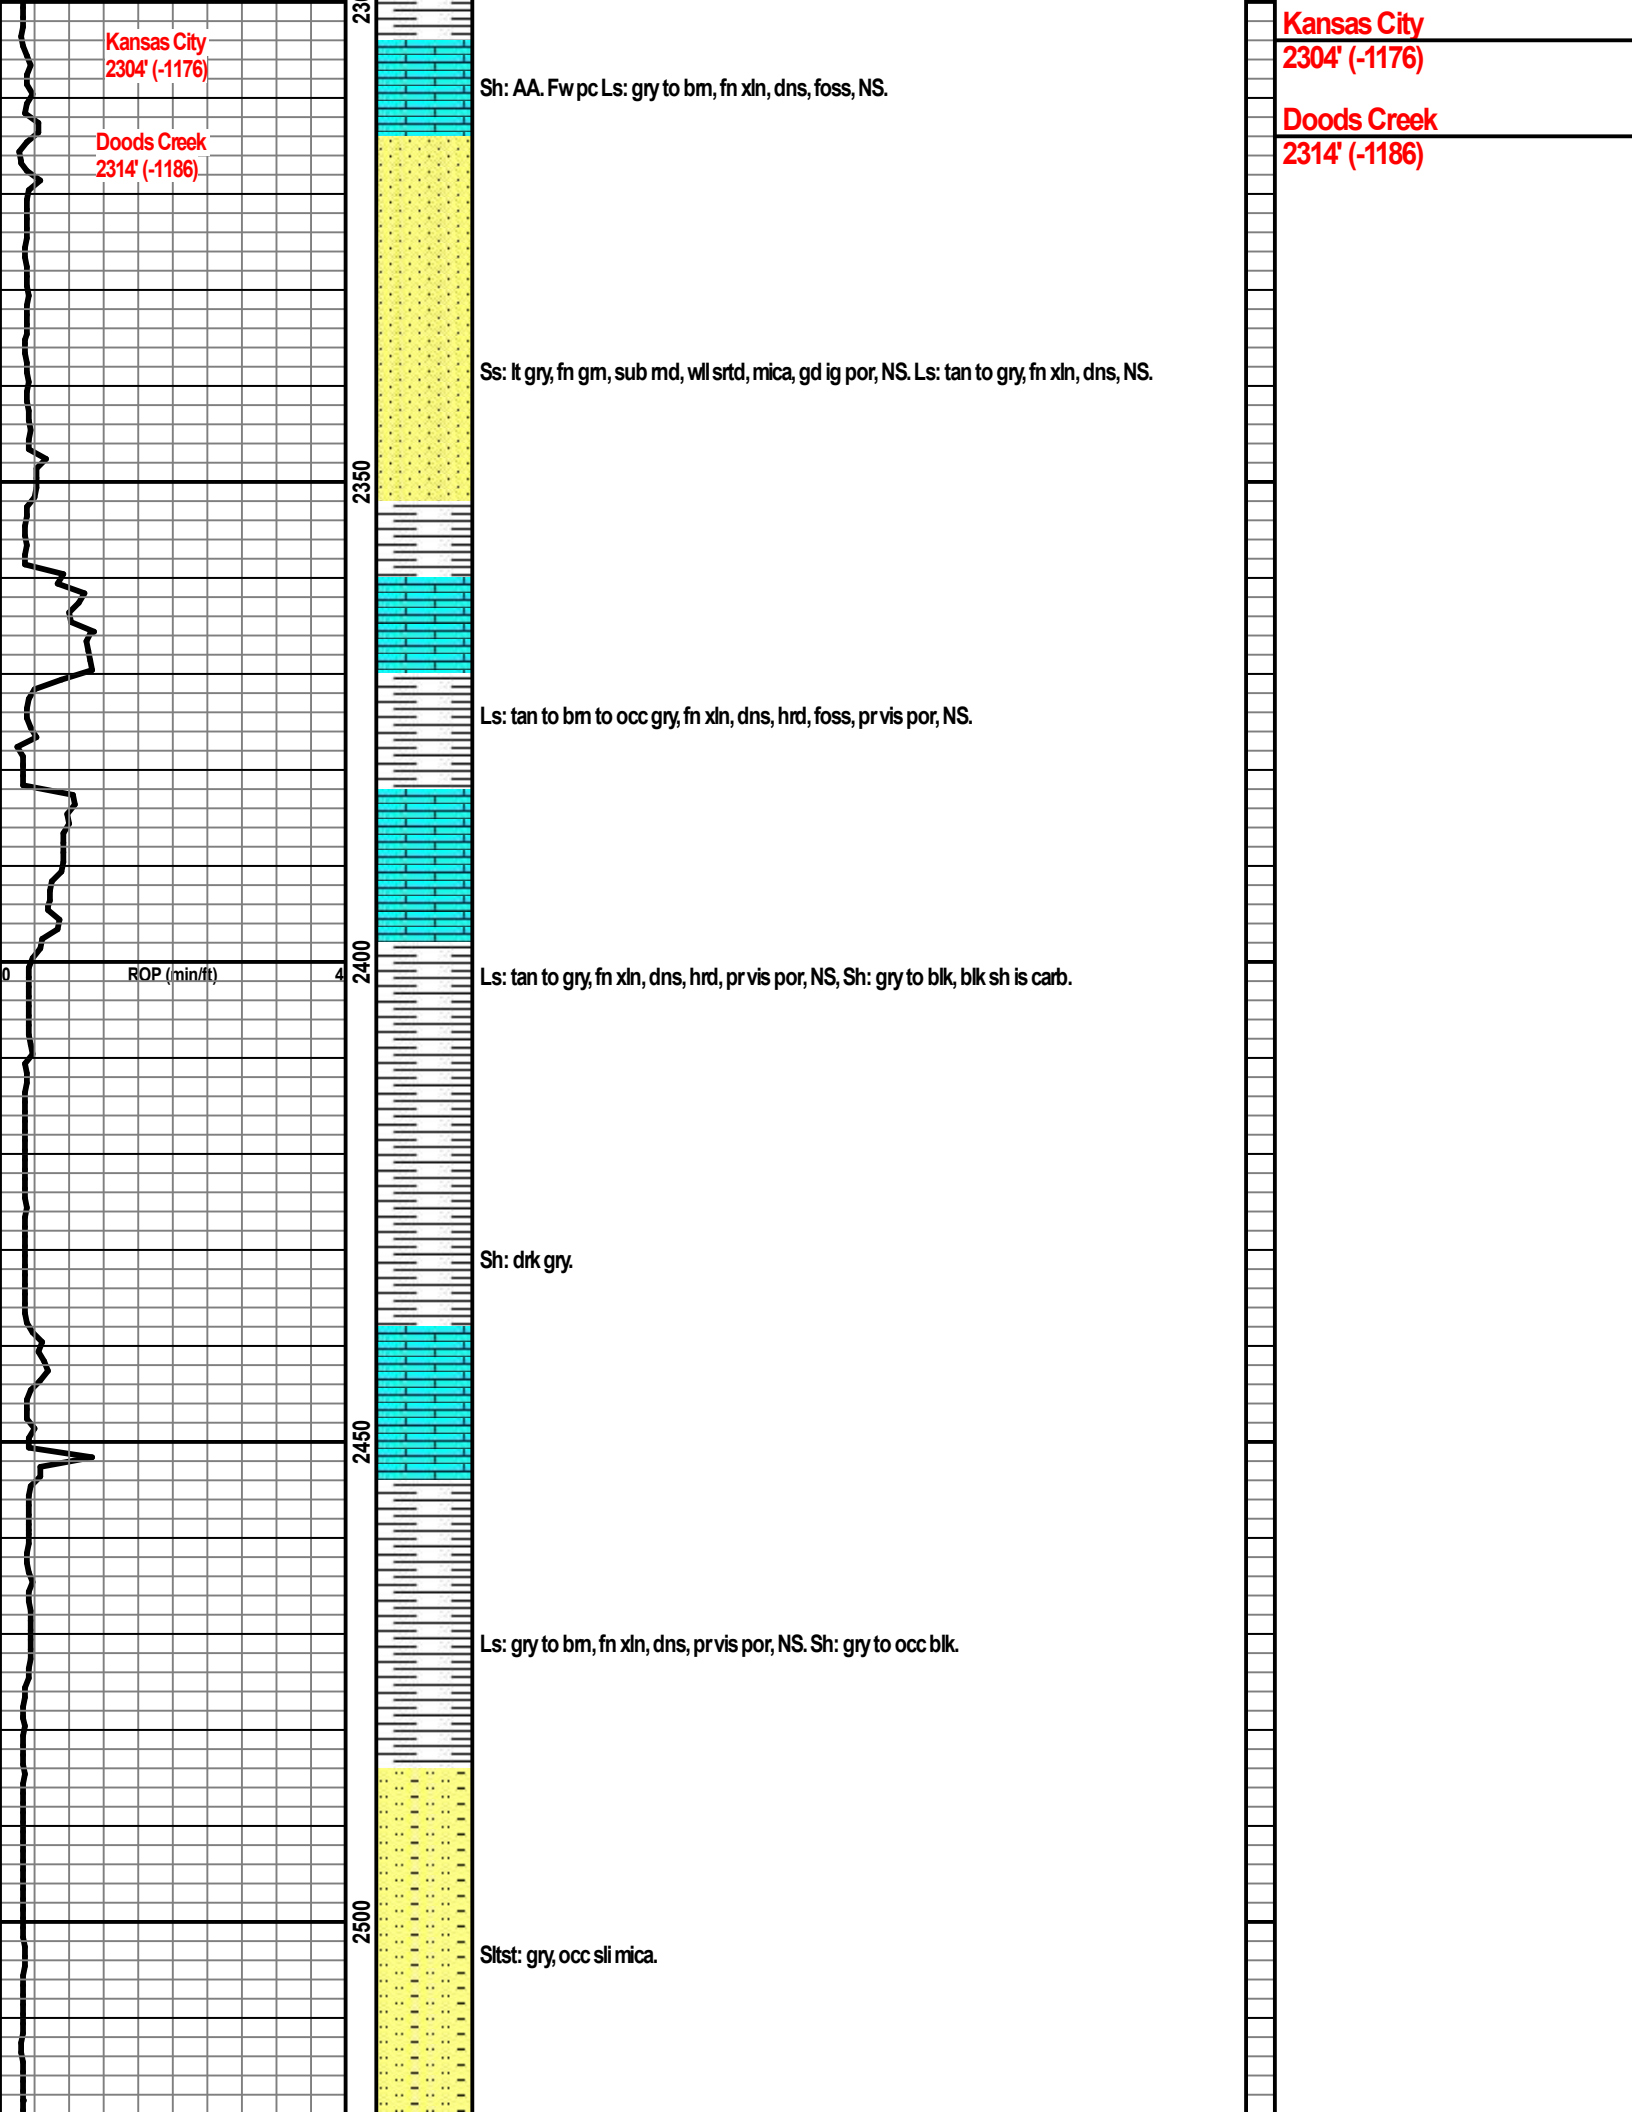 230
Kansas City
2304' (-1176)
Kansas City
2304' (-1176)
Sh: AA. Fw pc Ls: gry to brn, fn xln, dns, foss, NS.
Doods Creek
2314' (-1186)
Doods Creek
2314' (-1186)
Ss: lt gry, fn grn, sub rnd, wll srtd, mica, gd ig por, NS. Ls: tan to gry, fn xln, dns, NS.
2350
Ls: tan to brn to occ gry, fn xln, dns, hrd, foss, pr vis por, NS.
0 ROP (min/ft) 4
2400
Ls: tan to gry, fn xln, dns, hrd, pr vis por, NS, Sh: gry to blk, blk sh is carb.
Sh: drk gry.
2450
Ls: gry to brn, fn xln, dns, pr vis por, NS. Sh: gry to occ blk.
2500
Sltst: gry, occ sli mica.